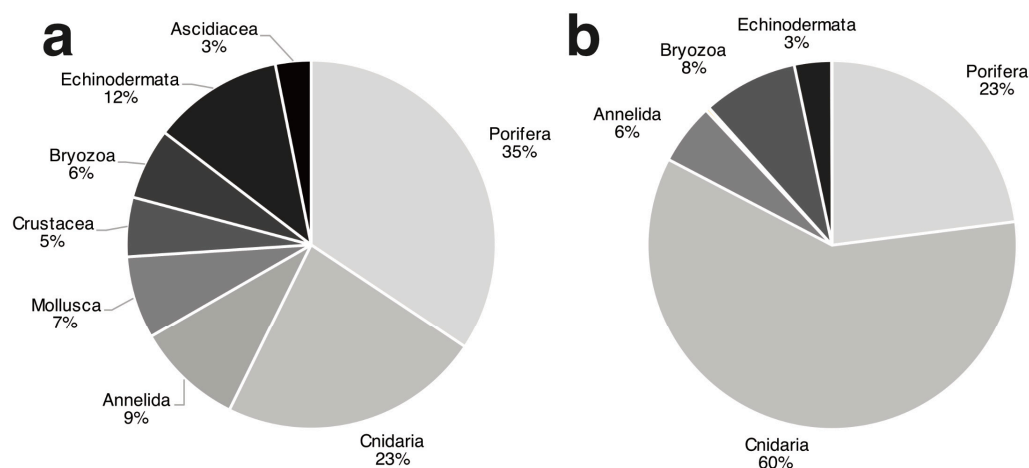 a
Ascidiacea
3%
Echinodermata
12%
Bryozoa
6%
Crustacea
5%
Mollusca
7%
Annelida
9%
Cnidaria
23%
Porifera
35%
b
Echinodermata
3%
Bryozoa
8%
Annelida
6%
Porifera
23%
Cnidaria
60%